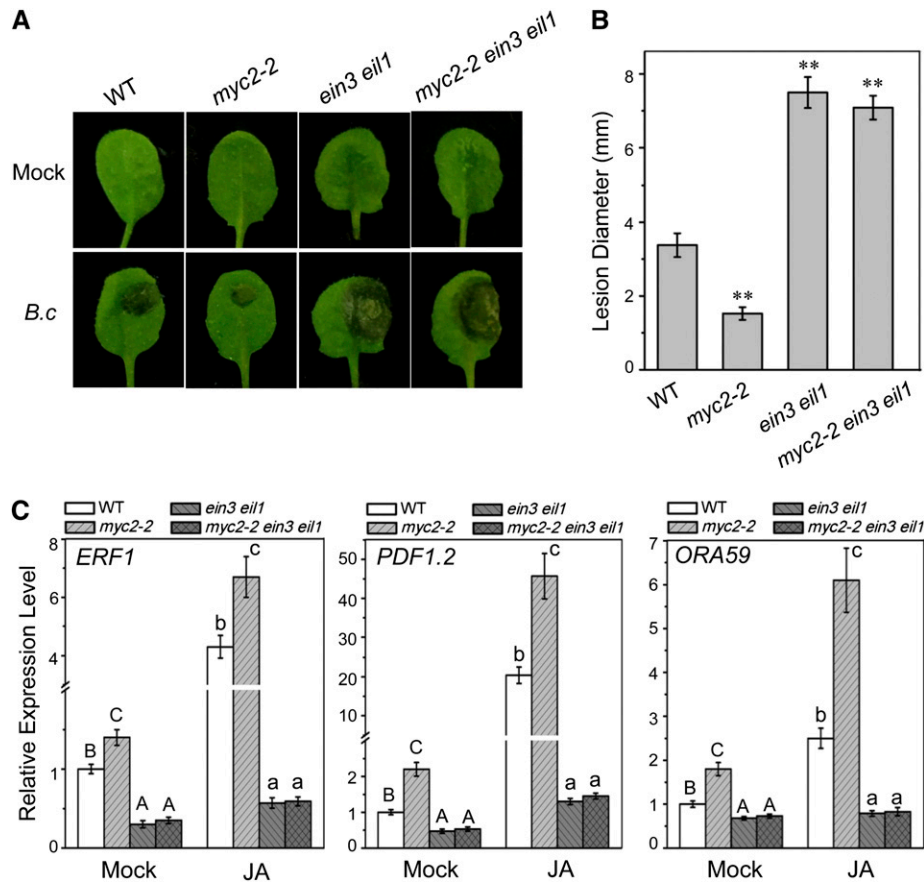 A
WT
myc2-2
ein3 eil1
myc2-2 ein3 eil1
Mock
B.c
B
Lesion Diameter (mm)
8
6
4
2
0
**
**
**
WT
myc2-2
ein3 eil1
myc2-2 ein3 eil1
C
Relative Expression Level
WT
ein3 eil1
myc2-2
myc2-2 ein3 eil1
ERF1
8
6
4
1
0
B
C
A
A
b
c
a
a
Mock
JA
WT
ein3 eil1
myc2-2
myc2-2 ein3 eil1
PDF1.2
50
40
30
20
10
2
1
0
B
C
A
A
b
c
a
a
Mock
JA
WT
ein3 eil1
myc2-2
myc2-2 ein3 eil1
ORA59
7
6
5
4
3
2
1
0
B
C
A
A
b
c
a
a
Mock
JA